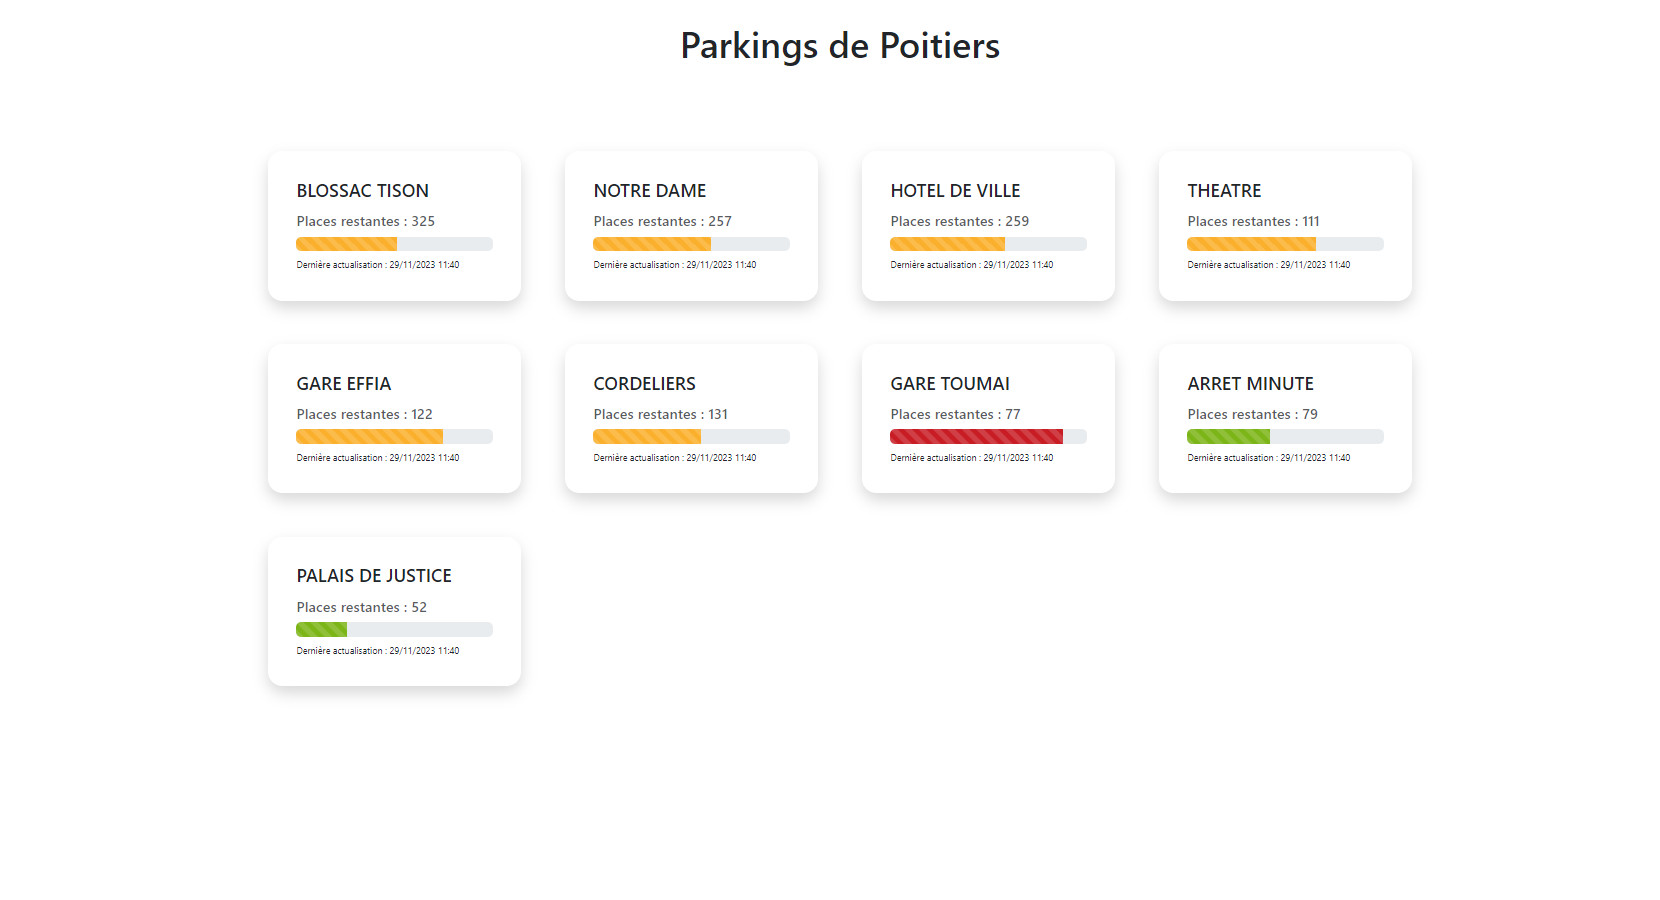 Parkings de Poitiers
BLOSSAC TISON
Places restantes : 325
Dernière actualisation : 29/11/2023 11:40
NOTRE DAME
Places restantes : 257
Dernière actualisation : 29/11/2023 11:40
HOTEL DE VILLE
Places restantes : 259
Dernière actualisation : 29/11/2023 11:40
THEATRE
Places restantes : 111
Dernière actualisation : 29/11/2023 11:40
GARE EFFIA
Places restantes : 122
Dernière actualisation : 29/11/2023 11:40
CORDELIERS
Places restantes : 131
Dernière actualisation : 29/11/2023 11:40
GARE TOUMAI
Places restantes : 77
Dernière actualisation : 29/11/2023 11:40
ARRET MINUTE
Places restantes : 79
Dernière actualisation : 29/11/2023 11:40
PALAIS DE JUSTICE
Places restantes : 52
Dernière actualisation : 29/11/2023 11:40